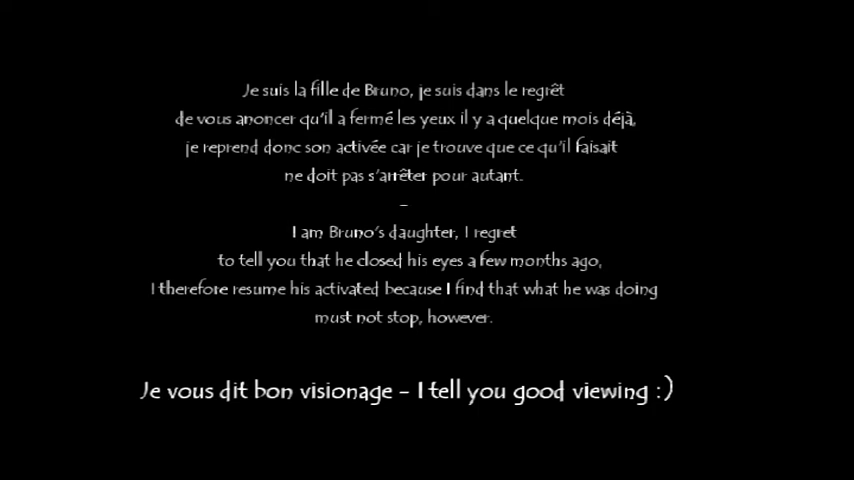 Je suis la fille de Bruno, je suis dans le regrêt
de vous anoncer qu'il a fermé les yeux il y a quelque mois déjà,
je reprend donc son activée car je trouve que ce qu'il faisait
ne doit pas s'arrêter pour autant.
-
I am Bruno's daughter, I regret
to tell you that he closed his eyes a few months ago,
I therefore resume his activated because I find that what he was doing
must not stop, however.
Je vous dit bon visionage - I tell you good viewing :)